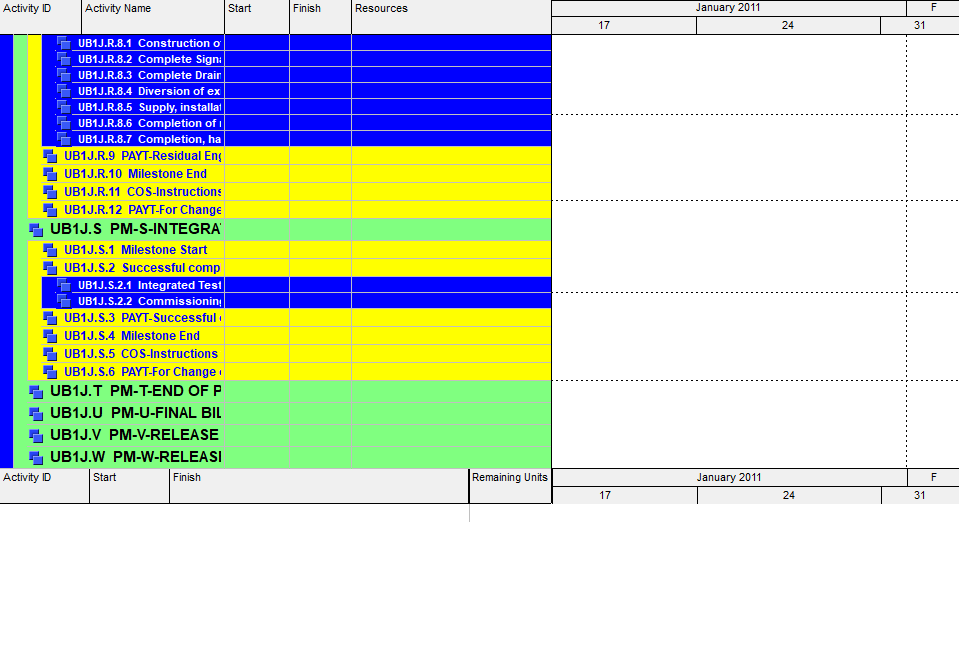 Activity ID Activity Name Start Finish Resources January 2011 F
17 24 31
UB1J.R.8.1 Construction o
UB1J.R.8.2 Complete Sign
UB1J.R.8.3 Complete Drain
UB1J.R.8.4 Diversion of ex
UB1J.R.8.5 Supply, installat
UB1J.R.8.6 Completion of
UB1J.R.8.7 Completion, ha
UB1J.R.9 PAYT-Residual Eng
UB1J.R.10 Milestone End
UB1J.R.11 COS-Instructions
UB1J.R.12 PAYT-For Change
UB1J.S PM-S-INTEGRA
UB1J.S.1 Milestone Start
UB1J.S.2 Successful comp
UB1J.S.2.1 Integrated Test
UB1J.S.2.2 Commissioning
UB1J.S.3 PAYT-Successful
UB1J.S.4 Milestone End
UB1J.S.5 COS-Instructions
UB1J.S.6 PAYT-For Change
UB1J.T PM-T-END OF P
UB1J.U PM-U-FINAL BIL
UB1J.V PM-V-RELEASE
UB1J.W PM-W-RELEAS
Activity ID Start Finish Remaining Units January 2011 F
17 24 31